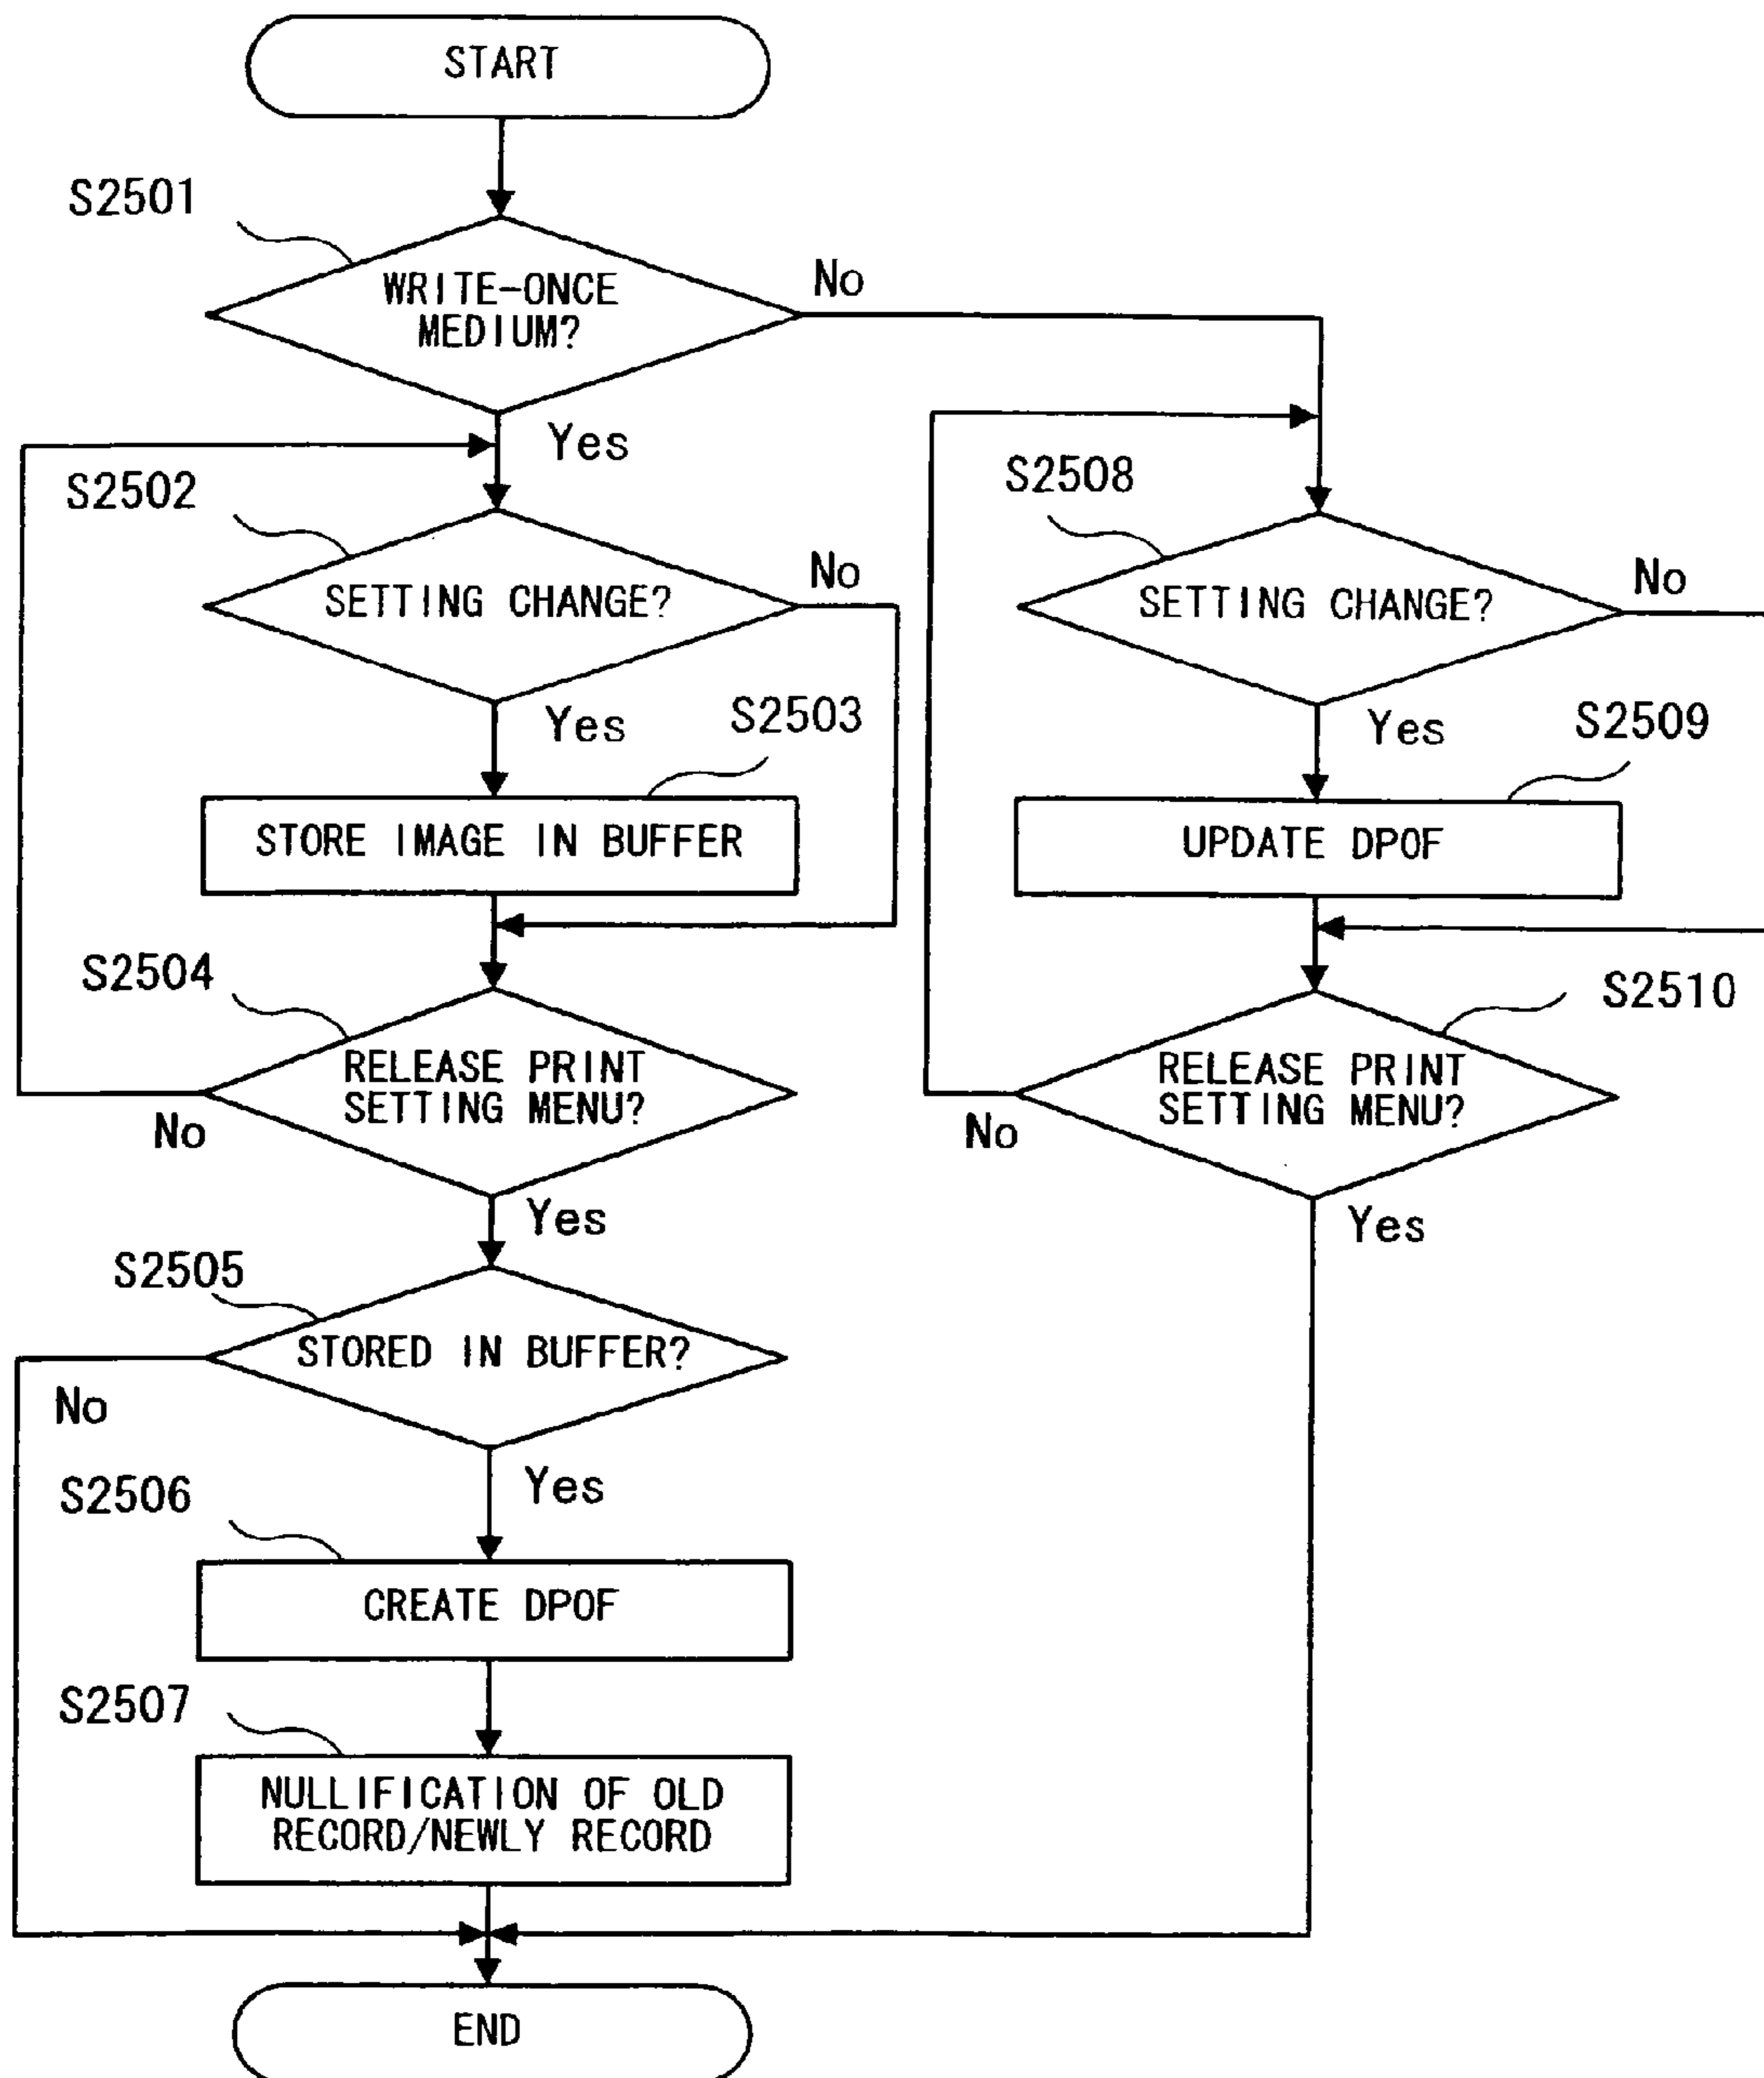 START
S2501
WRITE-ONCE
MEDIUM?
No
Yes
S2502
SETTING CHANGE?
No
Yes
S2503
STORE IMAGE IN BUFFER
S2504
RELEASE PRINT
SETTING MENU?
No
Yes
S2505
STORED IN BUFFER?
No
Yes
S2506
CREATE DPOF
S2507
NULLIFICATION OF OLD
RECORD/NEWLY RECORD
END
S2508
SETTING CHANGE?
No
Yes
S2509
UPDATE DPOF
S2510
RELEASE PRINT
SETTING MENU?
No
Yes